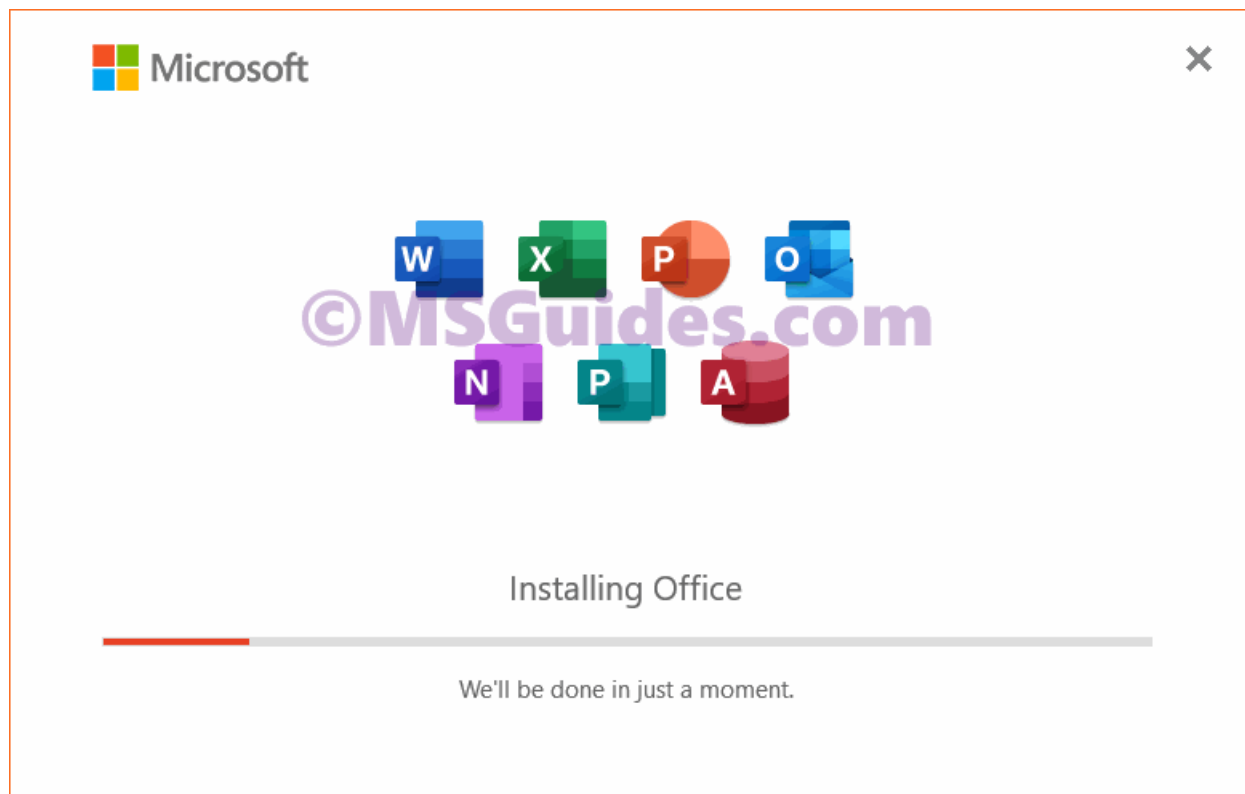 Microsoft
W X P O
©MSGuides.com
N P A
Installing Office
We'll be done in just a moment.